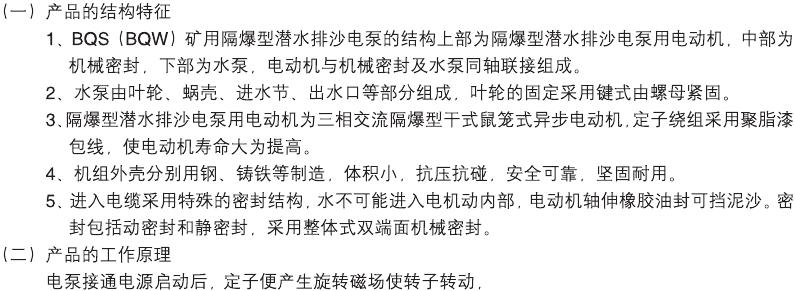 (一) 产品的结构特征
1、BQS (BQW) 矿用隔爆型潜水排沙电泵的结构上部为隔爆型潜水排沙电泵用电动机，中部为
机械密封，下部为水泵，电动机与机械密封及水泵同轴联接组成。
2、水泵由叶轮、蜗壳、进水节、出水口等部分组成，叶轮的固定采用键式由螺母紧固。
3、隔爆型潜水排沙电泵用电动机为三相交流隔爆型干式鼠笼式异步电动机，定子绕组采用聚脂漆
包线，使电动机寿命大为提高。
4、机组外壳分别用钢、铸铁等制造，体积小，抗压抗碰，安全可靠，坚固耐用。
5、进入电缆采用特殊的密封结构，水不可能进入电机动内部，电动机轴伸橡胶油封可挡泥沙。密
封包括动密封和静密封，采用整体式双端面机械密封。
(二) 产品的工作原理
电泵接通电源启动后，定子便产生旋转磁场使转子转动，